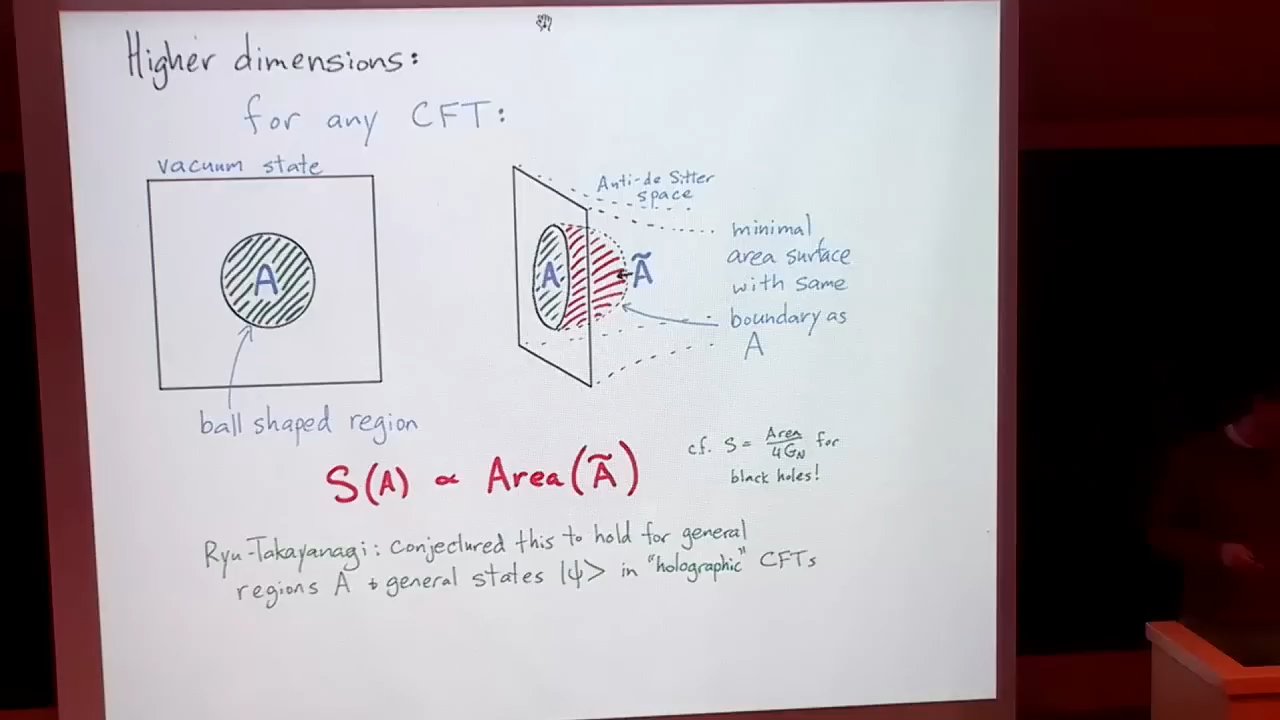 Higher dimensions:
for any CFT:
vacuum state
A
ball shaped region
Anti-de Sitter
space
A
Ã
minimal
area surface
with same
boundary as
A
S(A) ∝ Area(Ã)
cf. S = Area/4G_N for
black holes!
Ryu-Takayanagi: conjectured this to hold for general
regions A + general states |ψ> in "holographic" CFTs